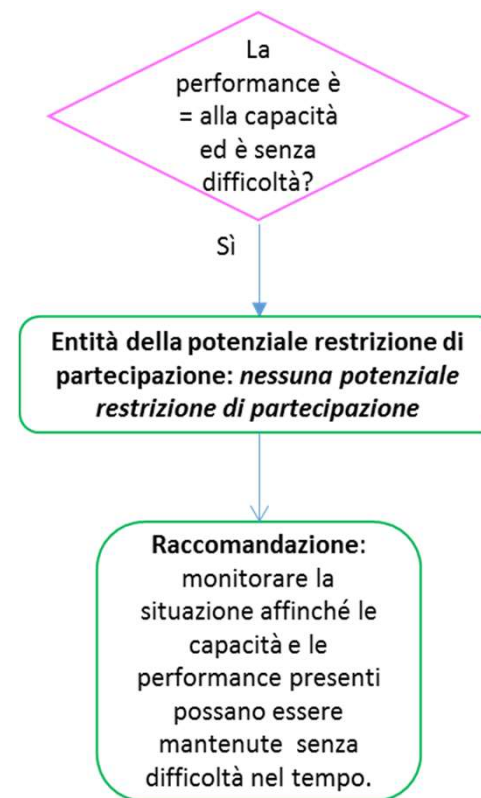 La
performance è
= alla capacità
ed è senza
difficoltà?
Sì
Entità della potenziale restrizione di
partecipazione: nessuna potenziale
restrizione di partecipazione
Raccomandazione:
monitorare la
situazione affinché le
capacità e le
performance presenti
possano essere
mantenute  senza
difficoltà nel tempo.